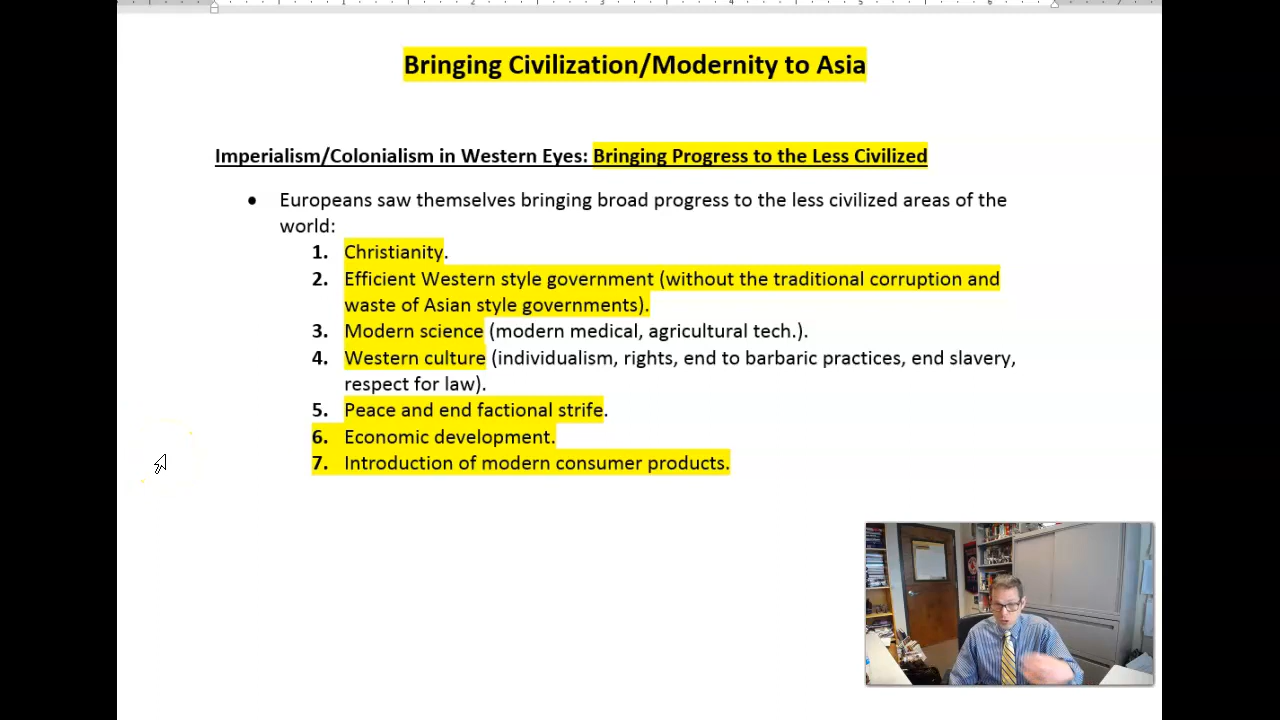 Bringing Civilization/Modernity to Asia
Imperialism/Colonialism in Western Eyes: Bringing Progress to the Less Civilized
• Europeans saw themselves bringing broad progress to the less civilized areas of the
world:
1. Christianity.
2. Efficient Western style government (without the traditional corruption and
waste of Asian style governments).
3. Modern science (modern medical, agricultural tech.).
4. Western culture (individualism, rights, end to barbaric practices, end slavery,
respect for law).
5. Peace and end factional strife.
6. Economic development.
7. Introduction of modern consumer products.